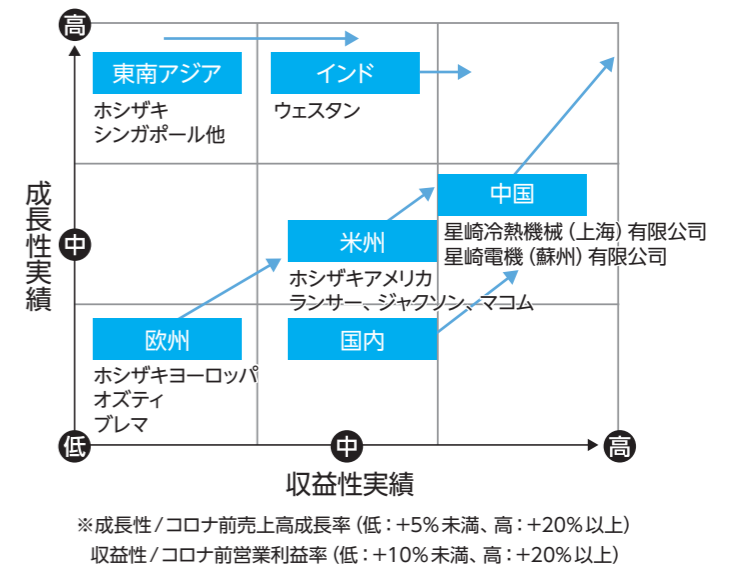 高
東南アジア
インド
ホシザキ
シンガポール他
ウェスタン
成長性実績
中
中国
星崎冷熱機械（上海）有限公司
星崎電機（蘇州）有限公司
米州
ホシザキアメリカ
ランサー、ジャクソン、マコム
欧州
国内
ホシザキヨーロッパ
オズティ
ブレマ
低
中
高
収益性実績
※成長性/コロナ前売上高成長率（低：+5%未満、高：+20%以上）
収益性/コロナ前営業利益率（低：+10%未満、高：+20%以上）